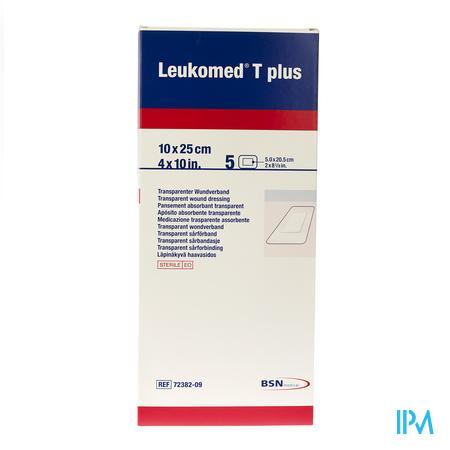 Leukomed® T plus
10 x 25 cm
4 x 10 in.
5
5.0 x 20.5 cm
2 x 8 1/8 in.
Transparenter Wundverband
Transparent wound dressing
Pansement absorbant transparent
Apósito absorbente transparente
Medicazione trasparente assorbente
Transparant wondverband
Transparent sårförband
Transparent sårbandasje
Transparent sårforbinding
Läpinäkyvä haavasidos
STERILE EO
REF 72382-09
BSN medical
IPM